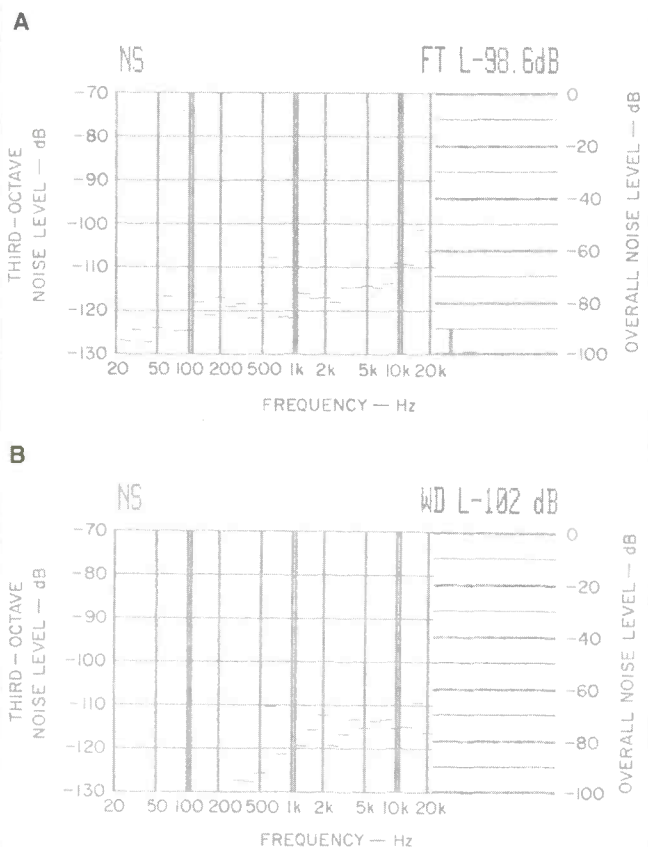 A
NS FT L-98.6dB
THIRD-OCTAVE
NOISE LEVEL — dB
-70
-80
-90
-100
-110
-120
-130
20 50 100 200 500 1k 2k 5k 10k 20k
FREQUENCY — Hz
0
-20
-40
-60
-80
-100
OVERALL NOISE LEVEL — dB
B
NS WD L-102 dB
THIRD-OCTAVE
NOISE LEVEL — dB
-70
-80
-90
-100
-110
-120
-130
20 50 100 200 500 1k 2k 5k 10k 20k
FREQUENCY — Hz
0
-20
-40
-60
-80
-100
OVERALL NOISE LEVEL — dB